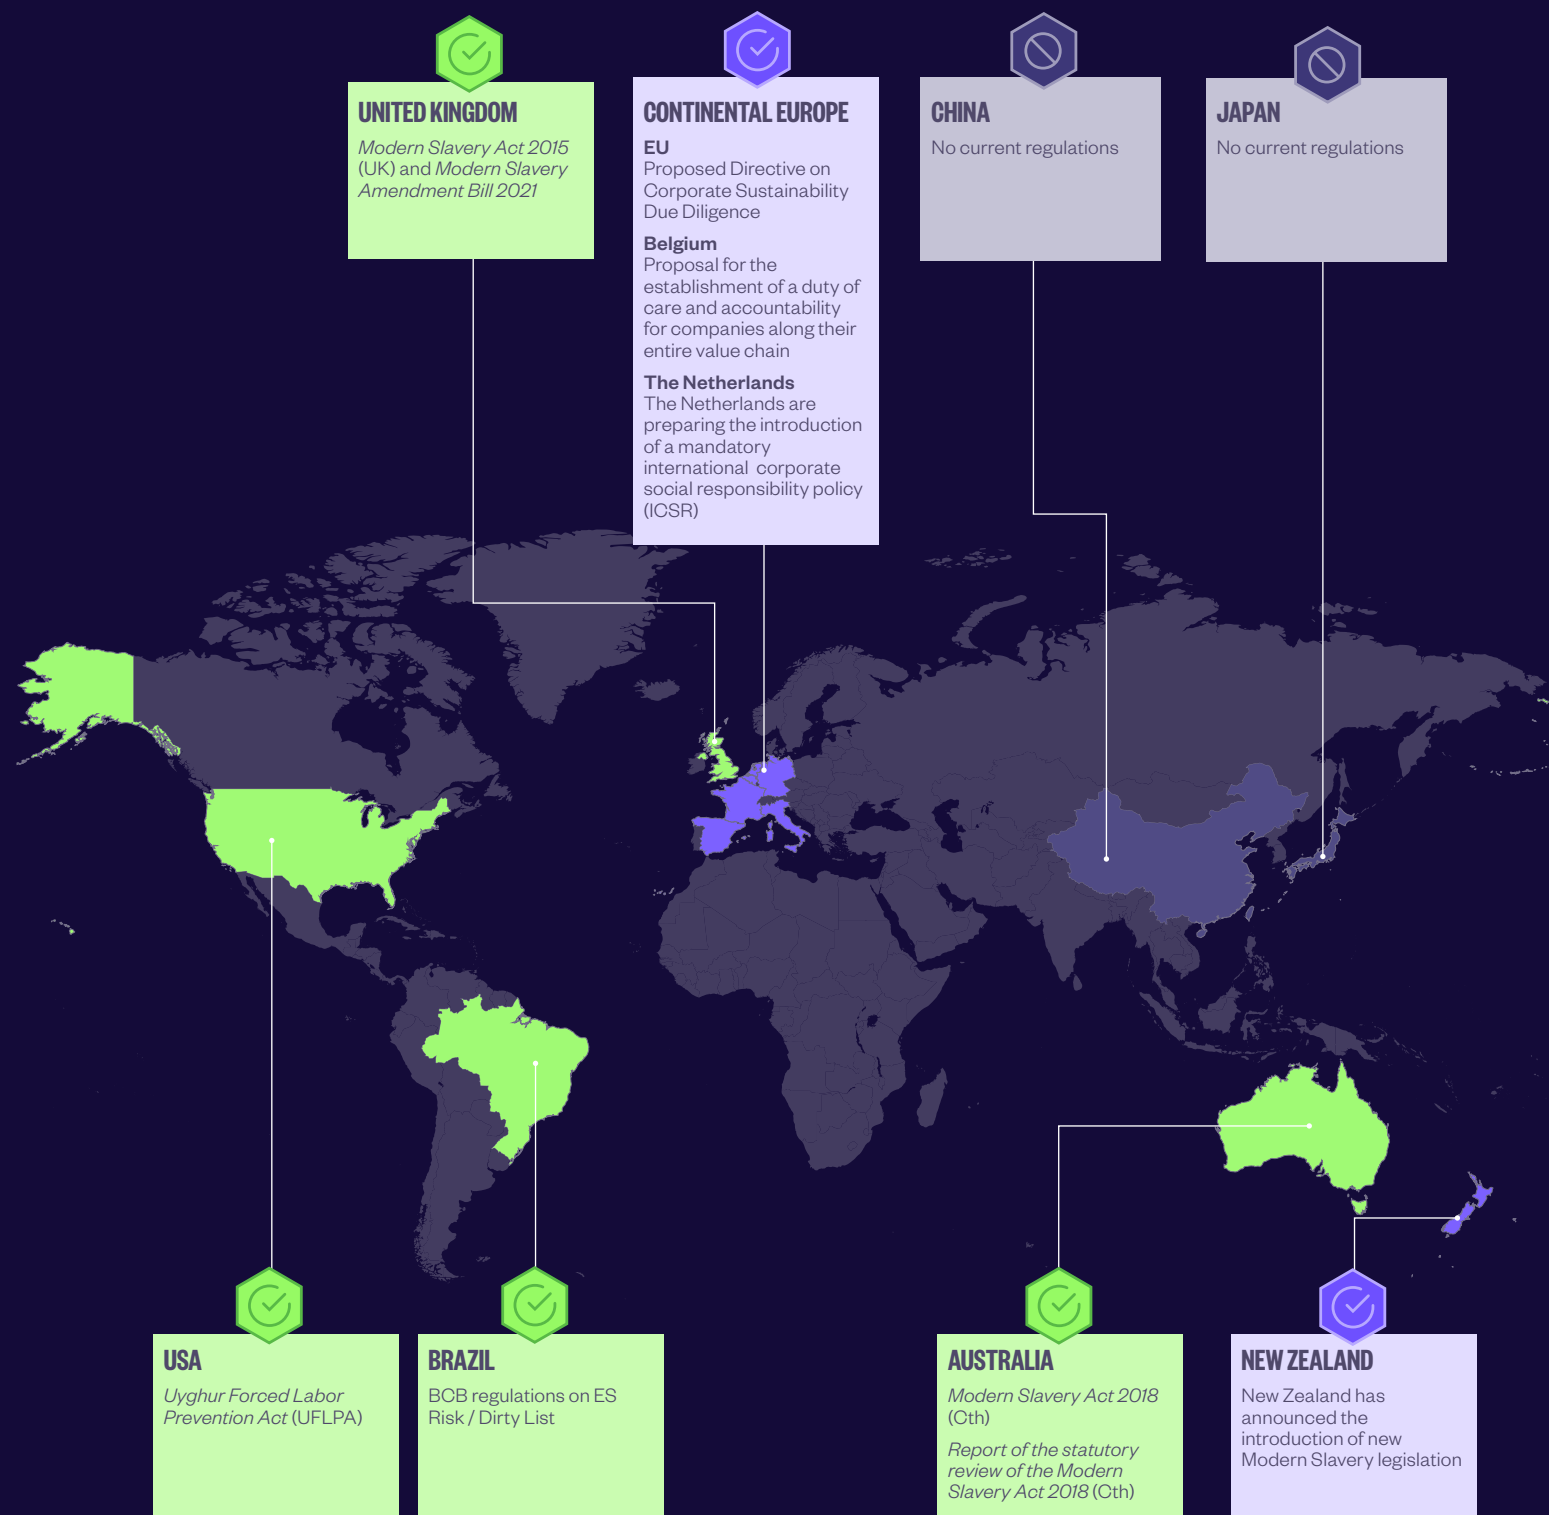 UNITED KINGDOM
Modern Slavery Act 2015
(UK) and Modern Slavery
Amendment Bill 2021
CONTINENTAL EUROPE
EU
Proposed Directive on
Corporate Sustainability
Due Diligence
Belgium
Proposal for the
establishment of a duty of
care and accountability
for companies along their
entire value chain
The Netherlands
The Netherlands are
preparing the introduction
of a mandatory
international corporate
social responsibility policy
(ICSR)
CHINA
No current regulations
JAPAN
No current regulations
USA
Uyghur Forced Labor
Prevention Act (UFLPA)
BRAZIL
BCB regulations on ES
Risk / Dirty List
AUSTRALIA
Modern Slavery Act 2018
(Cth)
Report of the statutory
review of the Modern
Slavery Act 2018 (Cth)
NEW ZEALAND
New Zealand has
announced the
introduction of new
Modern Slavery legislation